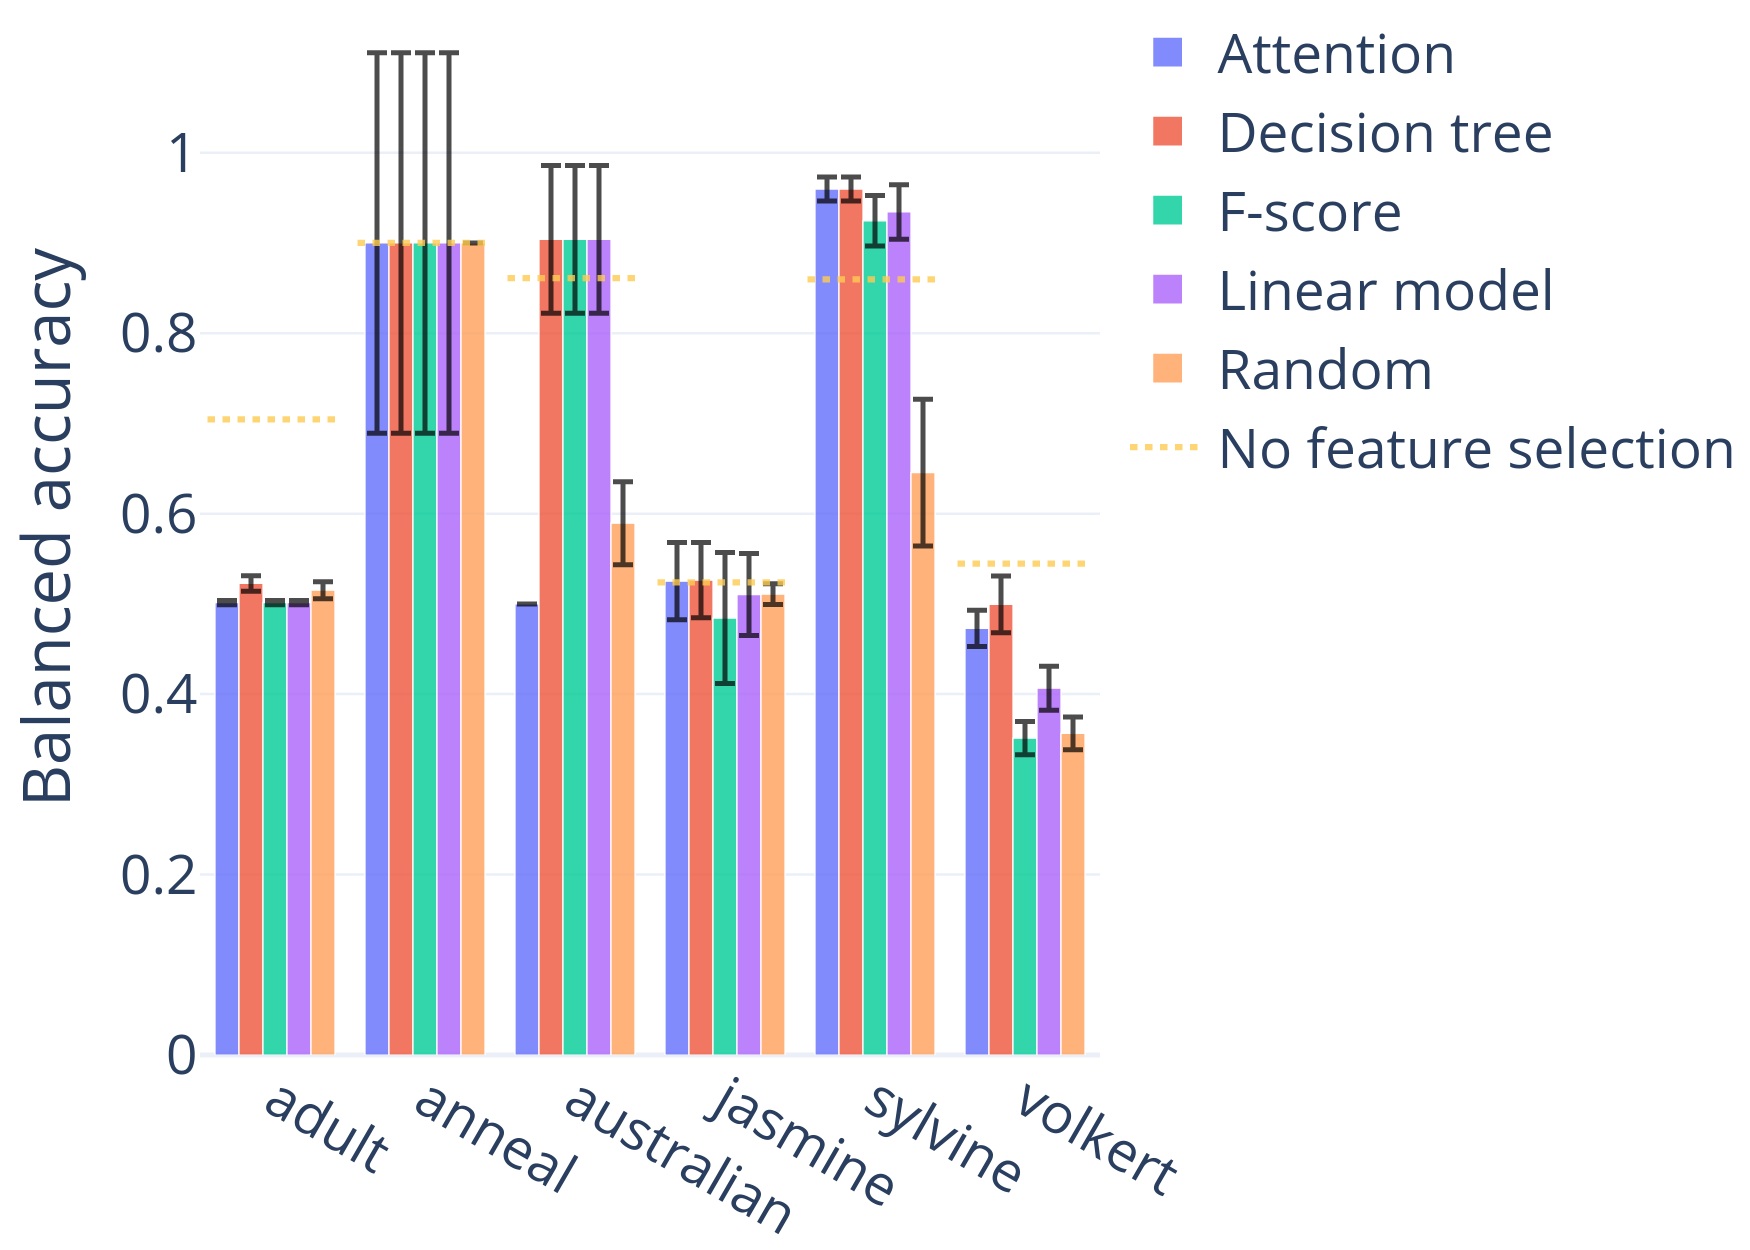 Balanced accuracy
1
0.8
0.6
0.4
0.2
0
adult
anneal
australian
jasmine
sylvine
volkert
Attention
Decision tree
F-score
Linear model
Random
No feature selection